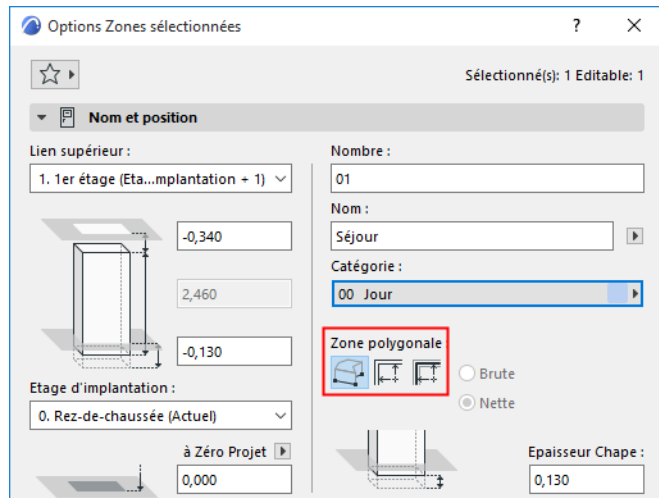 Options Zones sélectionnées
Sélectionné(s): 1 Editable: 1
Nom et position
Lien supérieur :
1. 1er étage (Eta...mplantation + 1)
-0,340
2,460
-0,130
Etage d'implantation :
0. Rez-de-chaussée (Actuel)
à Zéro Projet
0,000
Nombre :
01
Nom :
Séjour
Catégorie :
00 Jour
Zone polygonale
Brute
Nette
Epaisseur Chape :
0,130